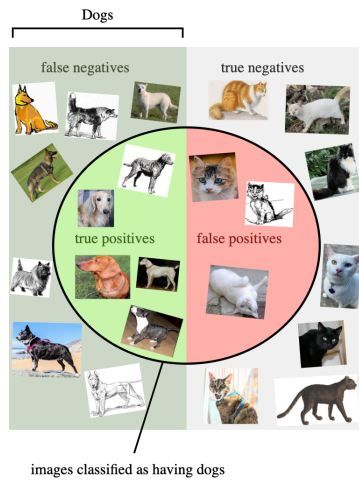 Dogs
false negatives
true negatives
true positives
false positives
images classified as having dogs